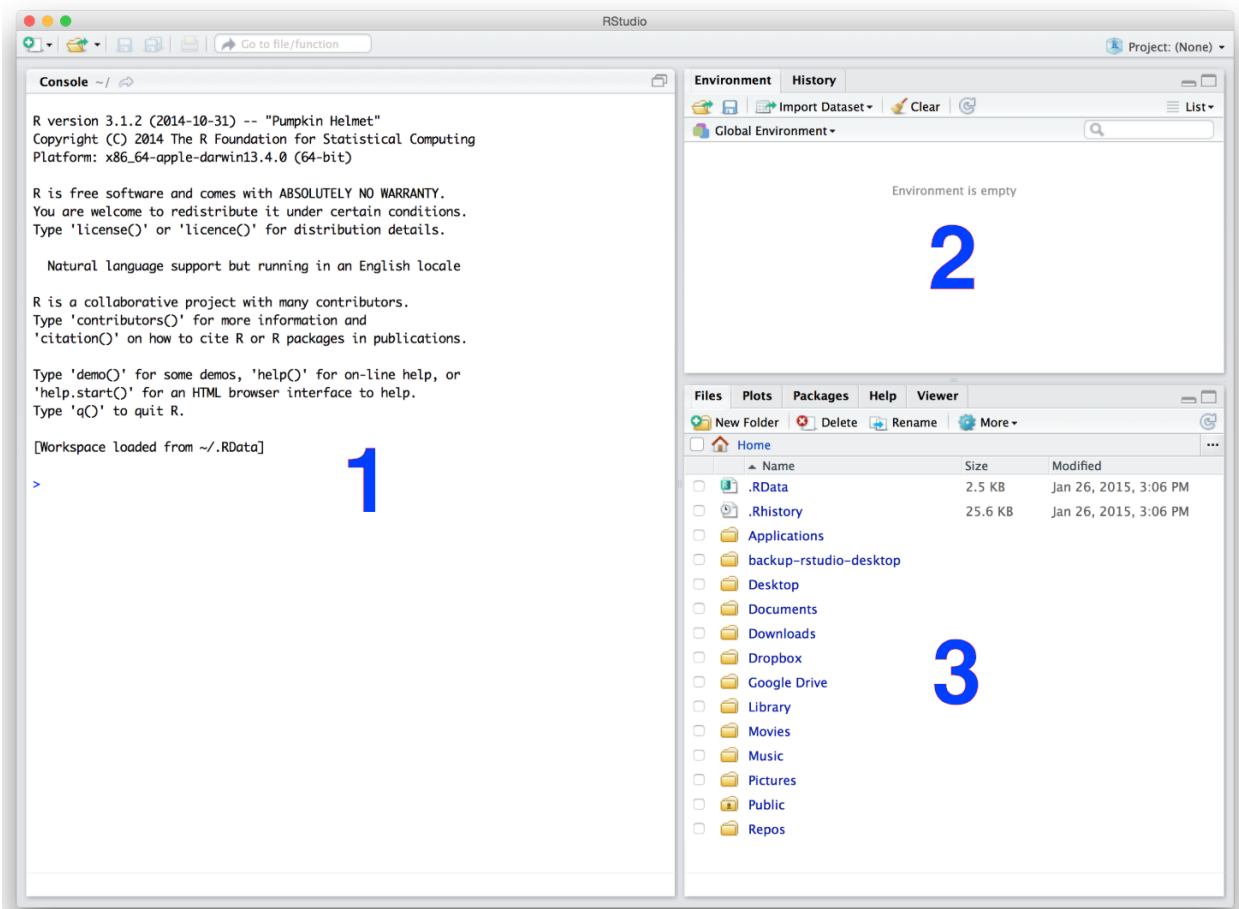 RStudio
Go to file/function
Project: (None)
Console ~/
R version 3.1.2 (2014-10-31) -- "Pumpkin Helmet"
Copyright (C) 2014 The R Foundation for Statistical Computing
Platform: x86_64-apple-darwin13.4.0 (64-bit)
R is free software and comes with ABSOLUTELY NO WARRANTY.
You are welcome to redistribute it under certain conditions.
Type 'license()' or 'licence()' for distribution details.
Natural language support but running in an English locale
R is a collaborative project with many contributors.
Type 'contributors()' for more information and
'citation()' on how to cite R or R packages in publications.
Type 'demo()' for some demos, 'help()' for on-line help, or
'help.start()' for an HTML browser interface to help.
Type 'q()' to quit R.
[Workspace loaded from ~/.RData]
>
1
Environment History
Import Dataset Clear List
Global Environment
Environment is empty
2
Files Plots Packages Help Viewer
New Folder Delete Rename More
Home ...
Name Size Modified
.RData 2.5 KB Jan 26, 2015, 3:06 PM
.Rhistory 25.6 KB Jan 26, 2015, 3:06 PM
Applications
backup-rstudio-desktop
Desktop
Documents
Downloads
Dropbox
Google Drive
Library
Movies
Music
Pictures
Public
Repos
3